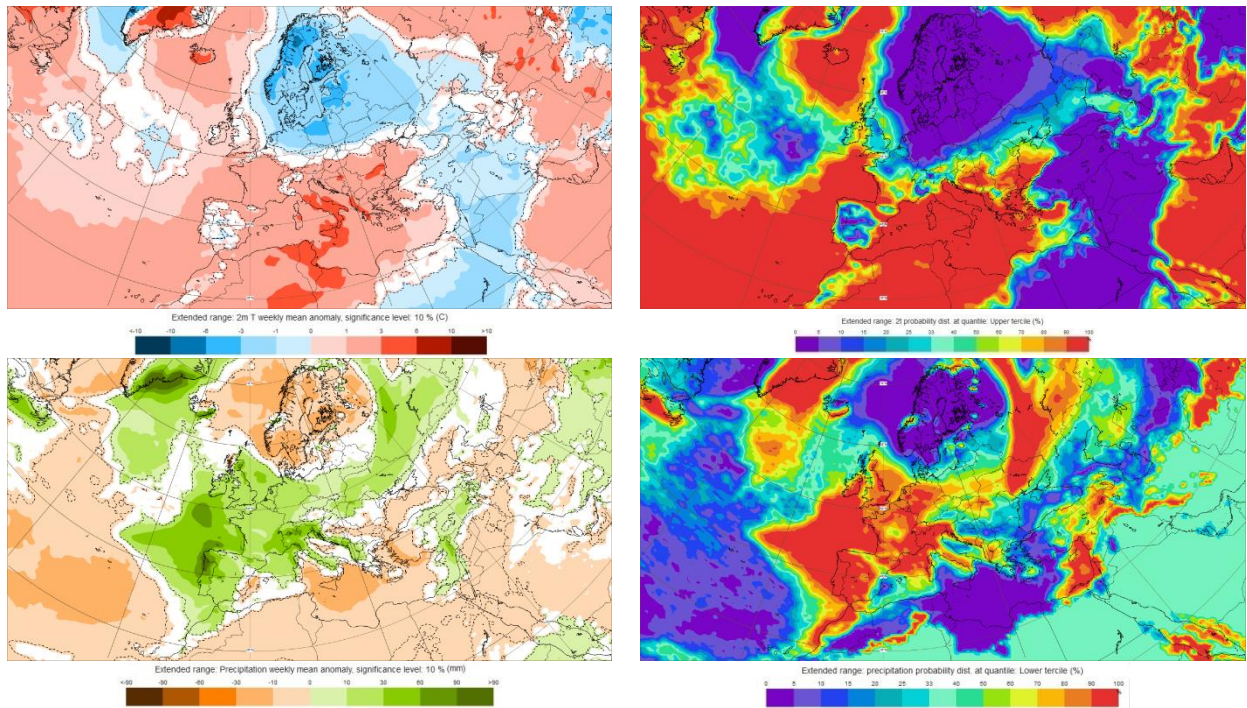 Extended range: 2m T weekly mean anomaly, significance level: 10 % (C)
<-10 -10 -6 -3 -1 0 1 3 6 10 >10
Extended range: 2t probability dist. at quantile: Upper tercile (%)
0 5 10 15 20 33 40 50 60 70 80 90 100
%
Extended range: Precipitation weekly mean anomaly, significance level: 10 % (mm)
<-90 -90 -60 -30 -10 0 10 30 60 90 >90
Extended range: precipitation probability dist. at quantile: Lower tercile (%)
0 5 10 15 20 33 40 50 60 70 80 90 100
%